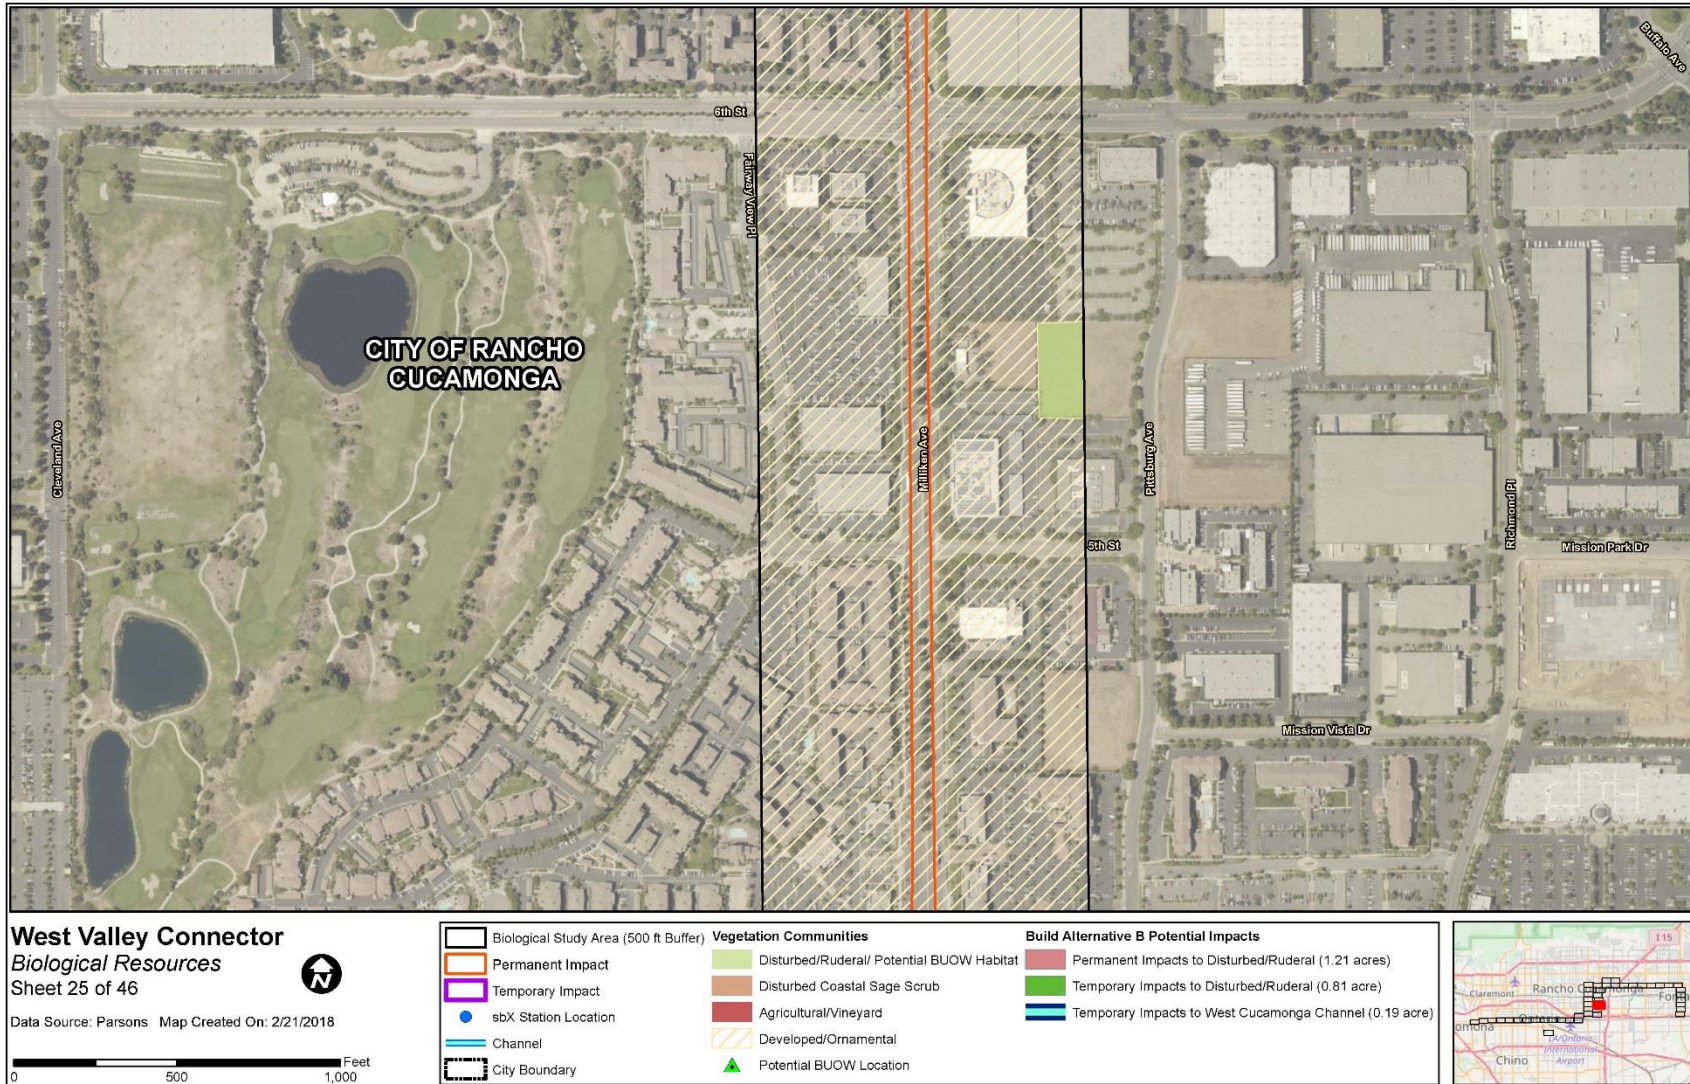 6th St
Fairway View Pl
Buffalo Ave
CITY OF RANCHO
CUCAMONGA
Cleveland Ave
Milliken Ave
Pittsburg Ave
Richmond Pl
5th St
Mission Park Dr
Mission Vista Dr
West Valley Connector
Biological Resources
Sheet 25 of 46
N
Data Source: Parsons Map Created On: 2/21/2018
Feet
0 500 1,000
Biological Study Area (500 ft Buffer)
Permanent Impact
Temporary Impact
sbX Station Location
Channel
City Boundary
Vegetation Communities
Disturbed/Ruderal/ Potential BUOW Habitat
Disturbed Coastal Sage Scrub
Agricultural/Vineyard
Developed/Ornamental
Potential BUOW Location
Build Alternative B Potential Impacts
Permanent Impacts to Disturbed/Ruderal (1.21 acres)
Temporary Impacts to Disturbed/Ruderal (0.81 acre)
Temporary Impacts to West Cucamonga Channel (0.19 acre)
I 15
Claremont
Rancho Cucamonga
LA/Ontario
International
Airport
Chino